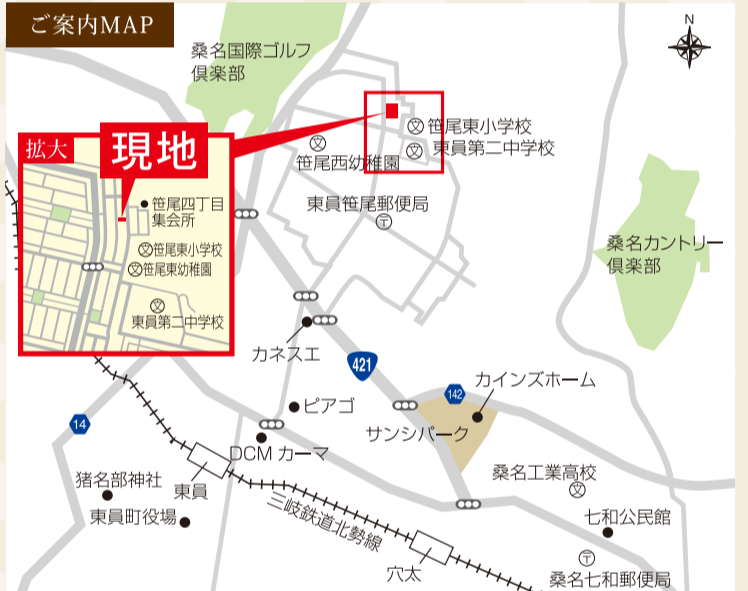 ご案内MAP
N
桑名国際ゴルフ
倶楽部
拡大
現地
笹尾東小学校
東員第二中学校
笹尾西幼稚園
東員笹尾郵便局
笹尾四丁目
集会所
文笹尾東小学校
文笹尾東幼稚園
文
東員第二中学校
文
文
文
〒
桑名カントリー
倶楽部
カネスエ
421
カインズホーム
142
ピアゴ
サンシパーク
14
DCM カーマ
桑名工業高校
文
猪名部神社
東員
東員町役場
三岐鉄道北勢線
七和公民館
穴太
〒
桑名七和郵便局